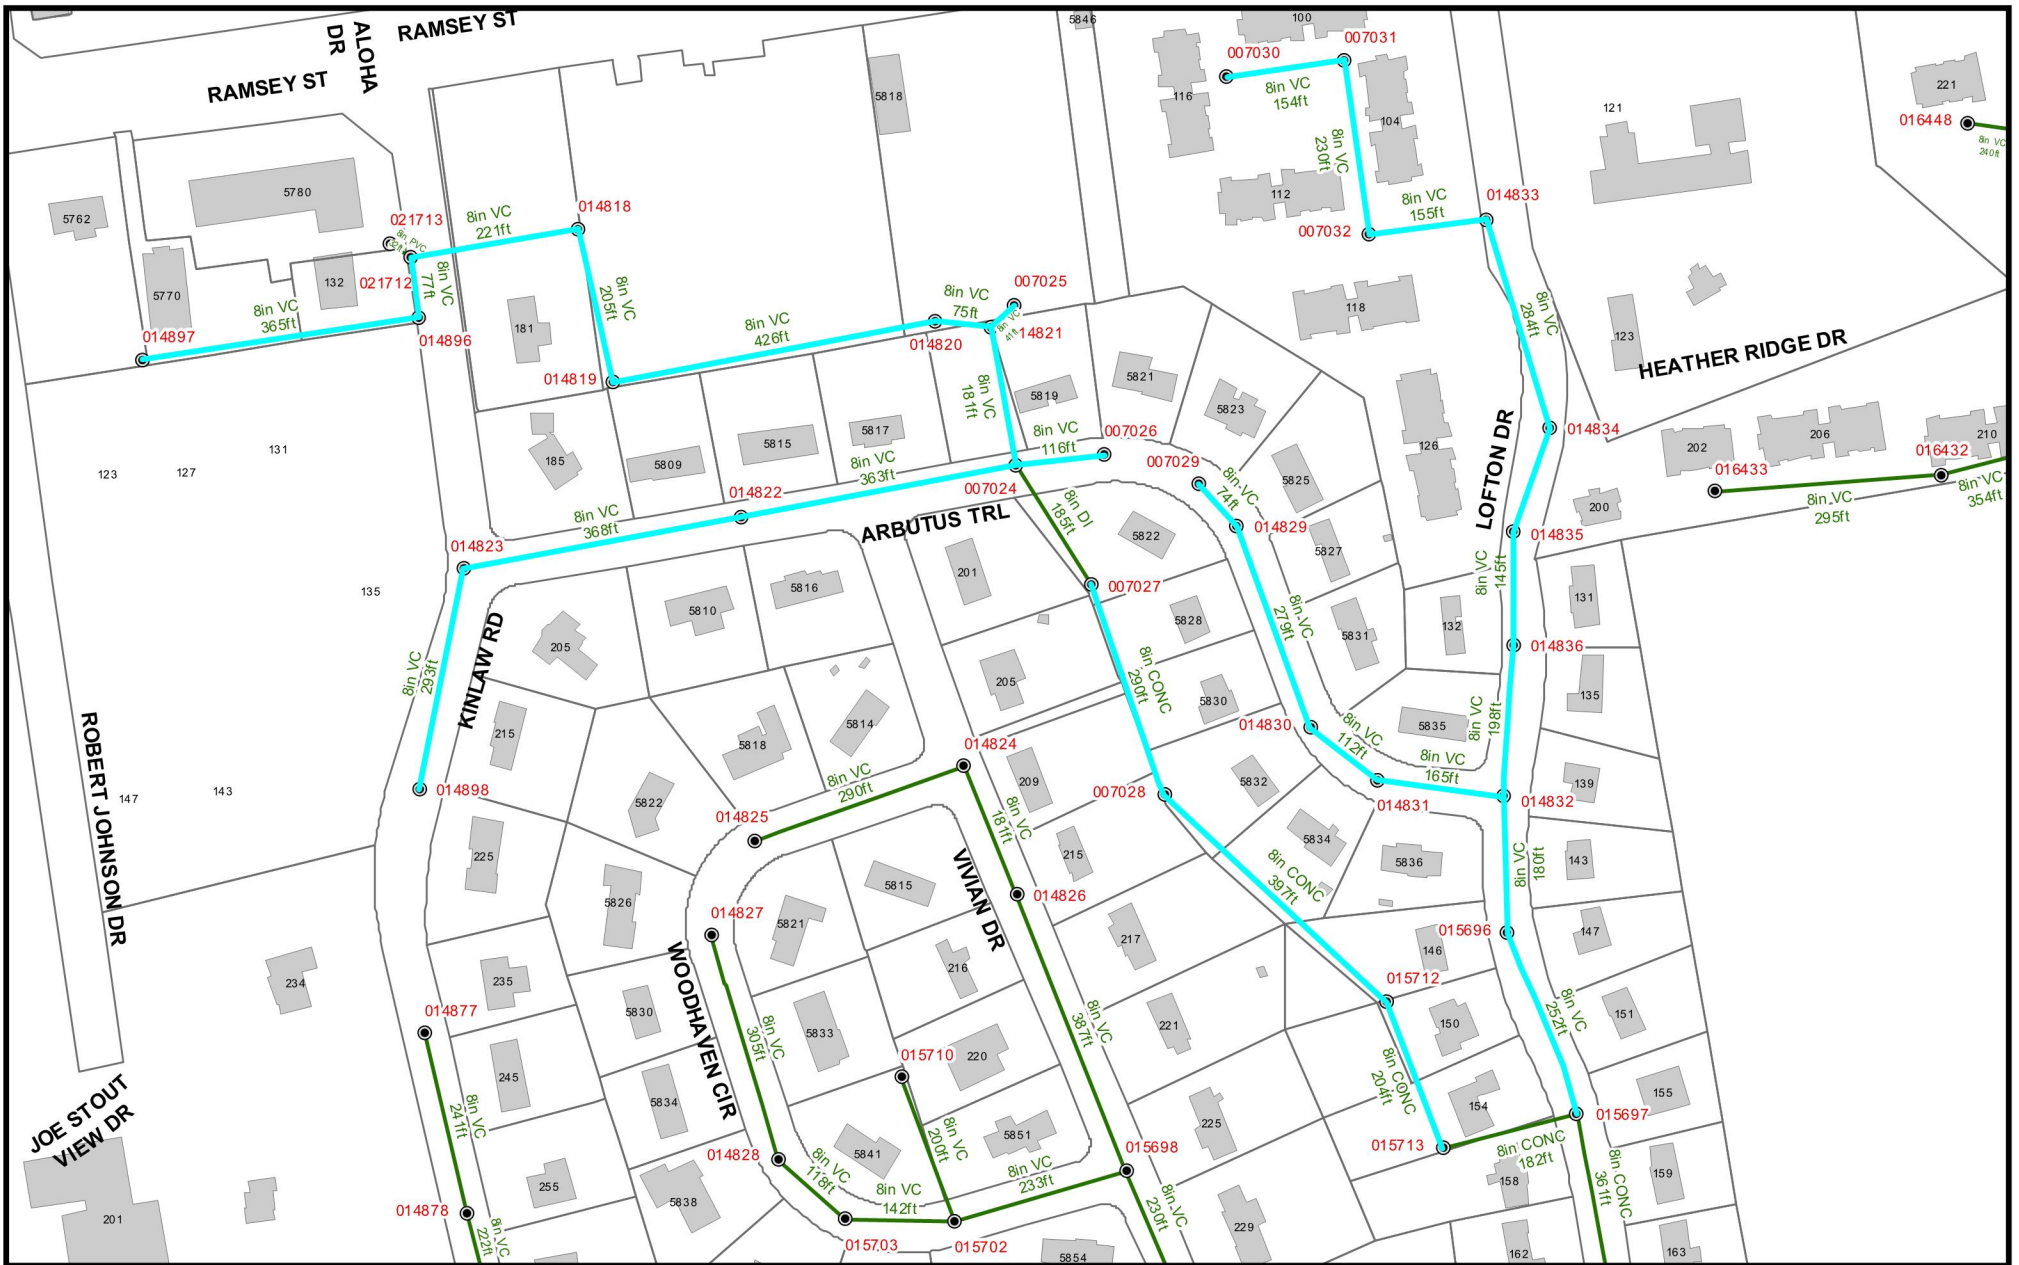 RAMSEY ST
ALOHA
DR
RAMSEY ST
5846
100
007030
007031
8in VC
154ft
116
104
8in VC
230ft
5818
121
221
016448
8in VC
240ft
5762
5780
021713
8in PVC
8in VC
221ft
014818
112
8in VC
155ft
014833
007032
5770
132
021712
8in VC
77ft
8in VC
365ft
014897
014896
181
8in VC
205ft
8in VC
426ft
8in VC
75ft
007025
8in VC
41ft
014820
14821
014819
118
8in VC
284ft
123
HEATHER RIDGE DR
8in VC
181ft
5819
5821
5823
8in VC
116ft
007026
007029
8in VC
74ft
014829
5825
126
LOFTON DR
014834
202
206
210
016433
016432
8in VC
295ft
8in VC
354ft
200
123
127
131
185
5809
5815
5817
8in VC
363ft
014822
8in VC
368ft
007024
014823
ARBUTUS TRL
8in DI
185ft
5822
5827
014835
8in VC
145ft
135
205
5810
5816
201
007027
5828
8in VC
279ft
5831
132
131
014836
KINLAW RD
8in VC
293ft
215
5818
5814
205
8in CONC
290ft
5830
014830
8in VC
112ft
5835
8in VC
198ft
8in VC
165ft
135
ROBERT JOHNSON DR
147
143
014898
5822
8in VC
290ft
014824
209
8in VC
181ft
007028
5832
014831
014832
139
014825
225
5826
5815
5821
215
5834
8in CONC
397ft
5836
8in VC
180ft
143
014826
VIVIAN DR
014827
WOODHAVEN CIR
217
015696
146
147
015712
234
235
5830
216
5833
8in VC
305ft
8in VC
387ft
221
150
8in VC
252ft
151
014877
015710
220
245
5834
8in VC
241ft
8in VC
200ft
5851
225
8in CONC
204ft
154
155
015697
JOE STOUT
VIEW DR
5841
014828
8in VC
118ft
8in VC
142ft
8in VC
233ft
015698
015713
8in CONC
182ft
158
8in CONC
361ft
159
255
5838
014878
8in VC
222ft
201
015703
015702
5854
8in VC
230ft
229
162
163